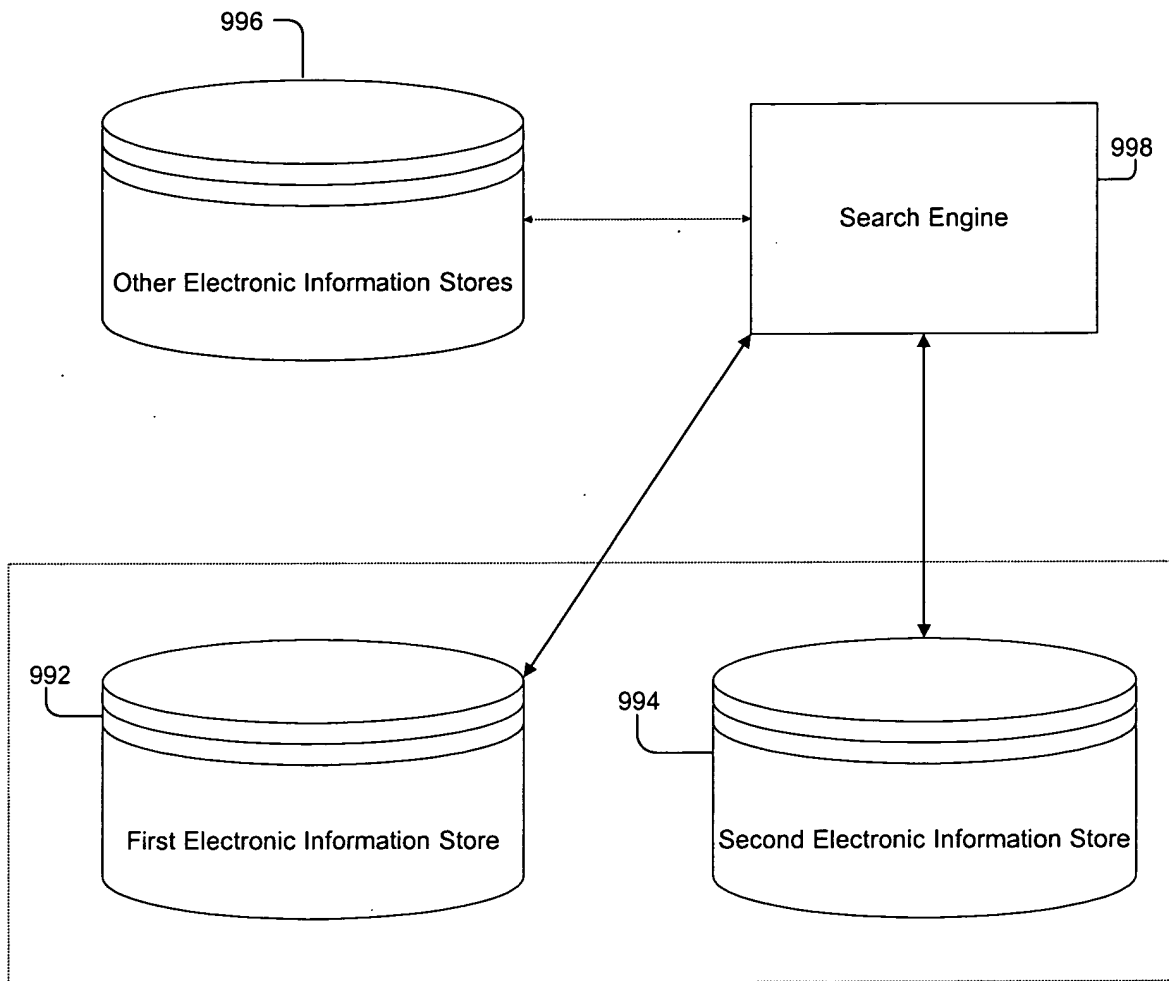 996
998
Search Engine
Other Electronic Information Stores
992
994
First Electronic Information Store
Second Electronic Information Store